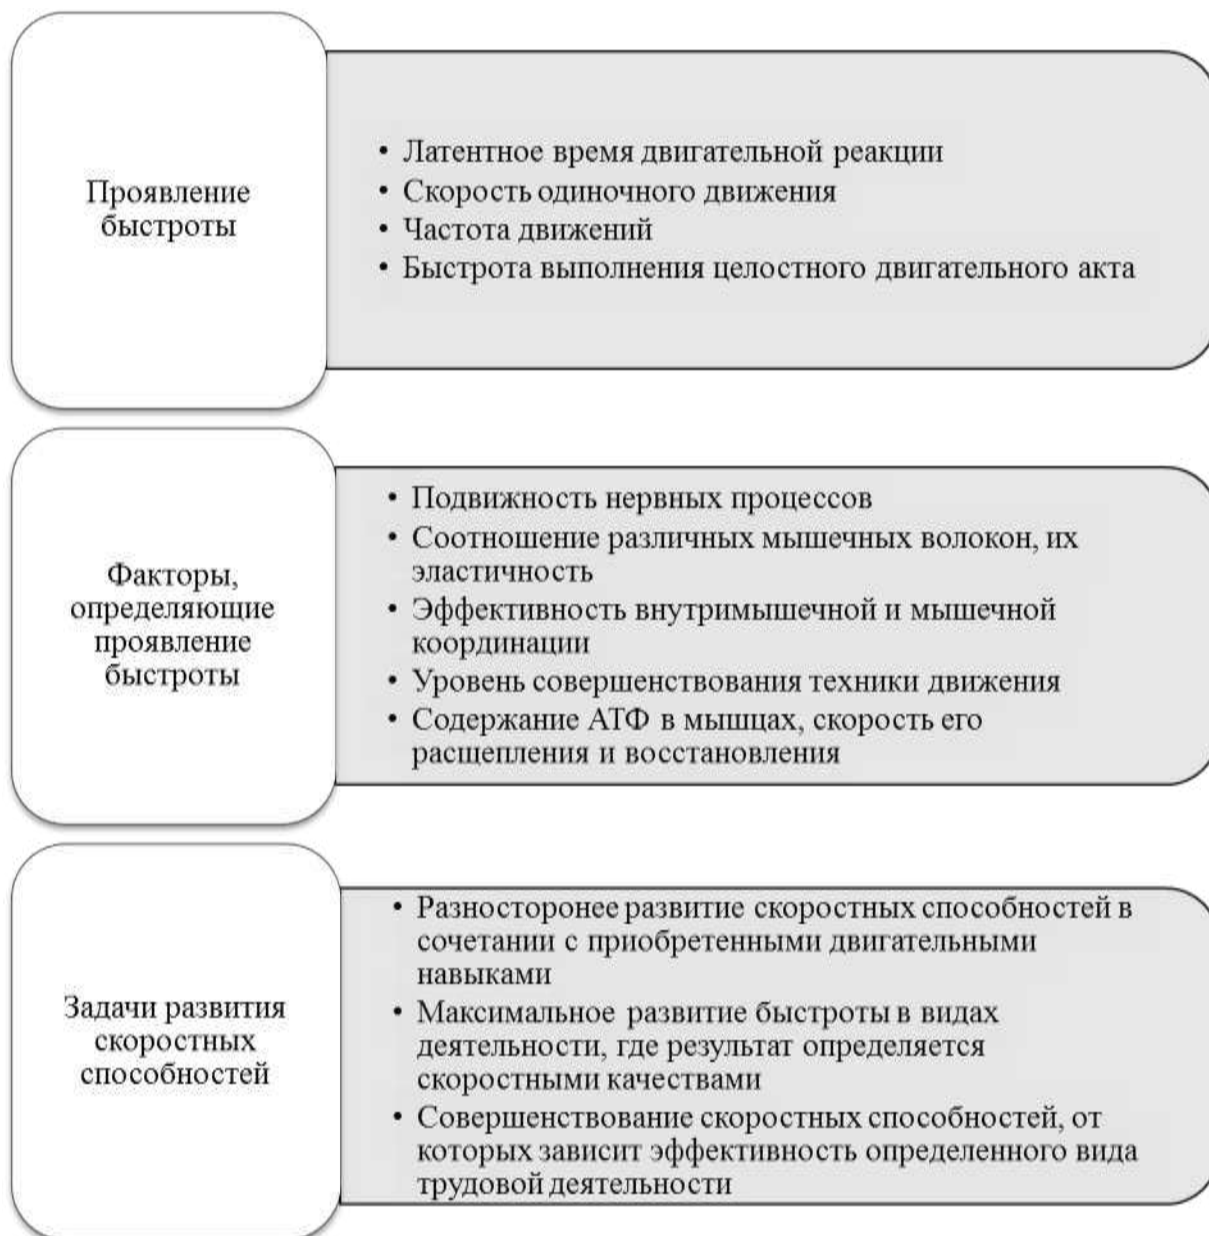 Проявление
быстроты
• Латентное время двигательной реакции
• Скорость одиночного движения
• Частота движений
• Быстрота выполнения целостного двигательного акта
Факторы,
определяющие
проявление
быстроты
• Подвижность нервных процессов
• Соотношение различных мышечных волокон, их
эластичность
• Эффективность внутримышечной и мышечной
координации
• Уровень совершенствования техники движения
• Содержание АТФ в мышцах, скорость его
расщепления и восстановления
Задачи развития
скоростных
способностей
• Разносторонее развитие скоростных способностей в
сочетании с приобретенными двигательными
навыками
• Максимальное развитие быстроты в видах
деятельности, где результат определяется
скоростными качествами
• Совершенствование скоростных способностей, от
которых зависит эффективность определенного вида
трудовой деятельности